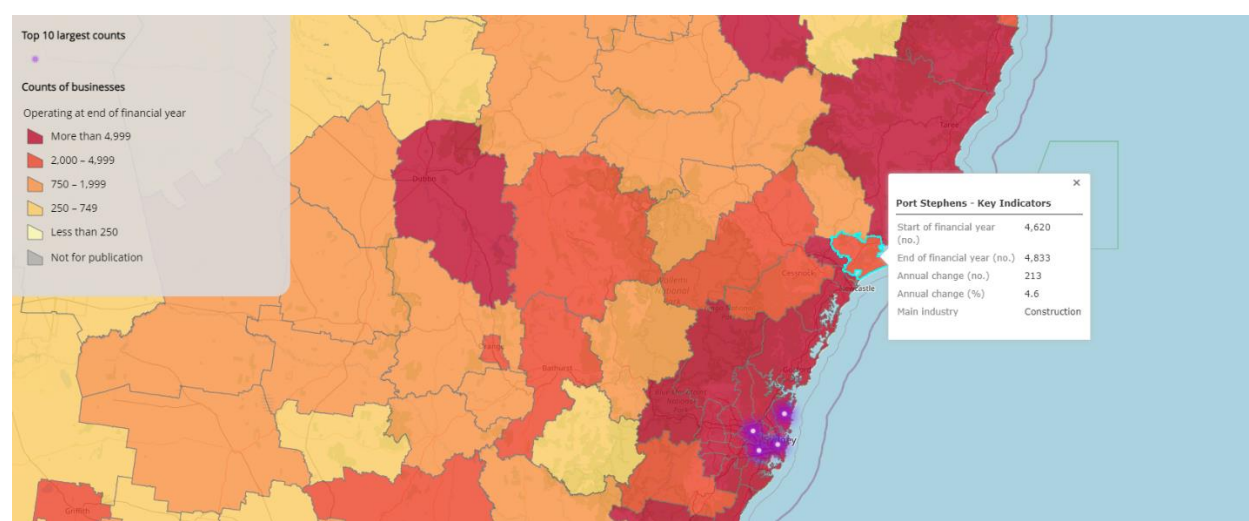 Top 10 largest counts
Counts of businesses
Operating at end of financial year
More than 4,999
2,000 – 4,999
750 – 1,999
250 – 749
Less than 250
Not for publication
Port Stephens - Key Indicators
Start of financial year (no.) 4,620
End of financial year (no.) 4,833
Annual change (no.) 213
Annual change (%) 4.6
Main industry Construction
Taree
Dubbo
Cessnock
Orange
Bathurst
Griffith